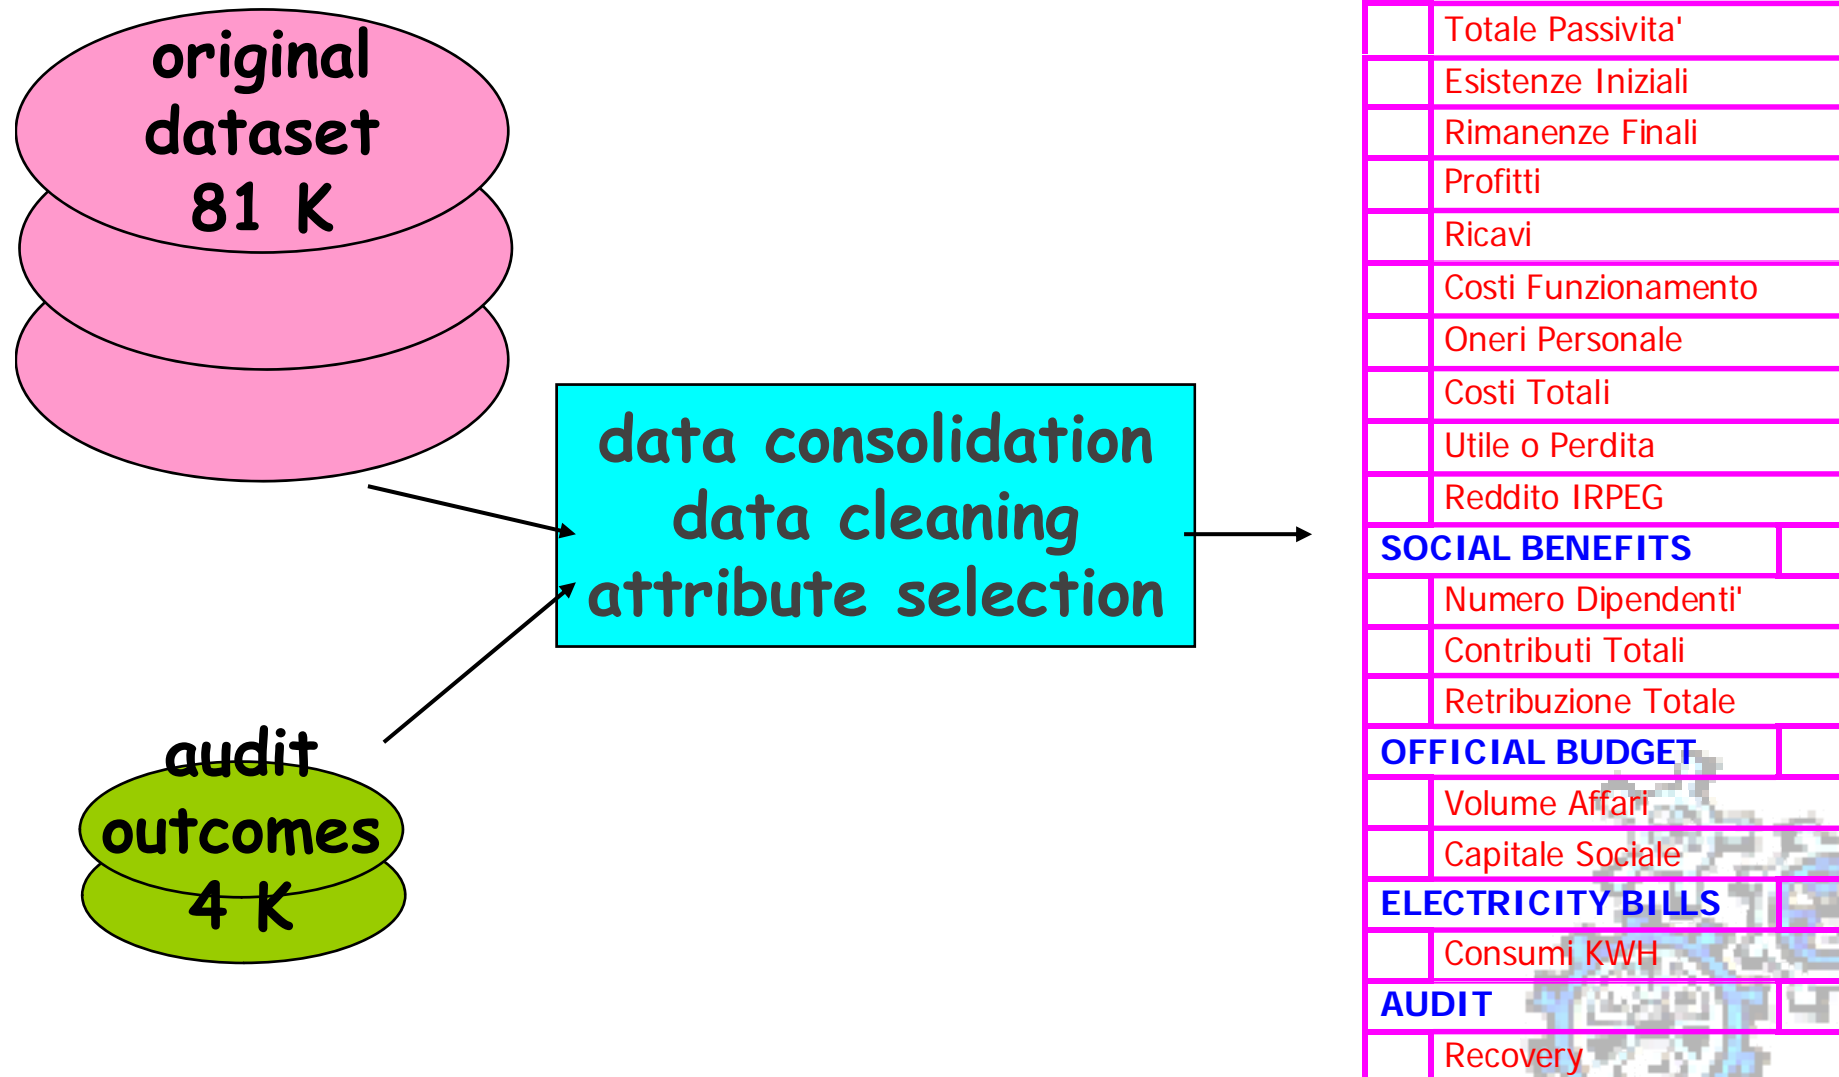 original
dataset
81 K
data consolidation
data cleaning
attribute selection
audit
outcomes
4 K
Totale Passivita'
Esistenze Iniziali
Rimanenze Finali
Profitti
Ricavi
Costi Funzionamento
Oneri Personale
Costi Totali
Utile o Perdita
Reddito IRPEG
SOCIAL BENEFITS
Numero Dipendenti'
Contributi Totali
Retribuzione Totale
OFFICIAL BUDGET
Volume Affari
Capitale Sociale
ELECTRICITY BILLS
Consumi KWH
AUDIT
Recovery